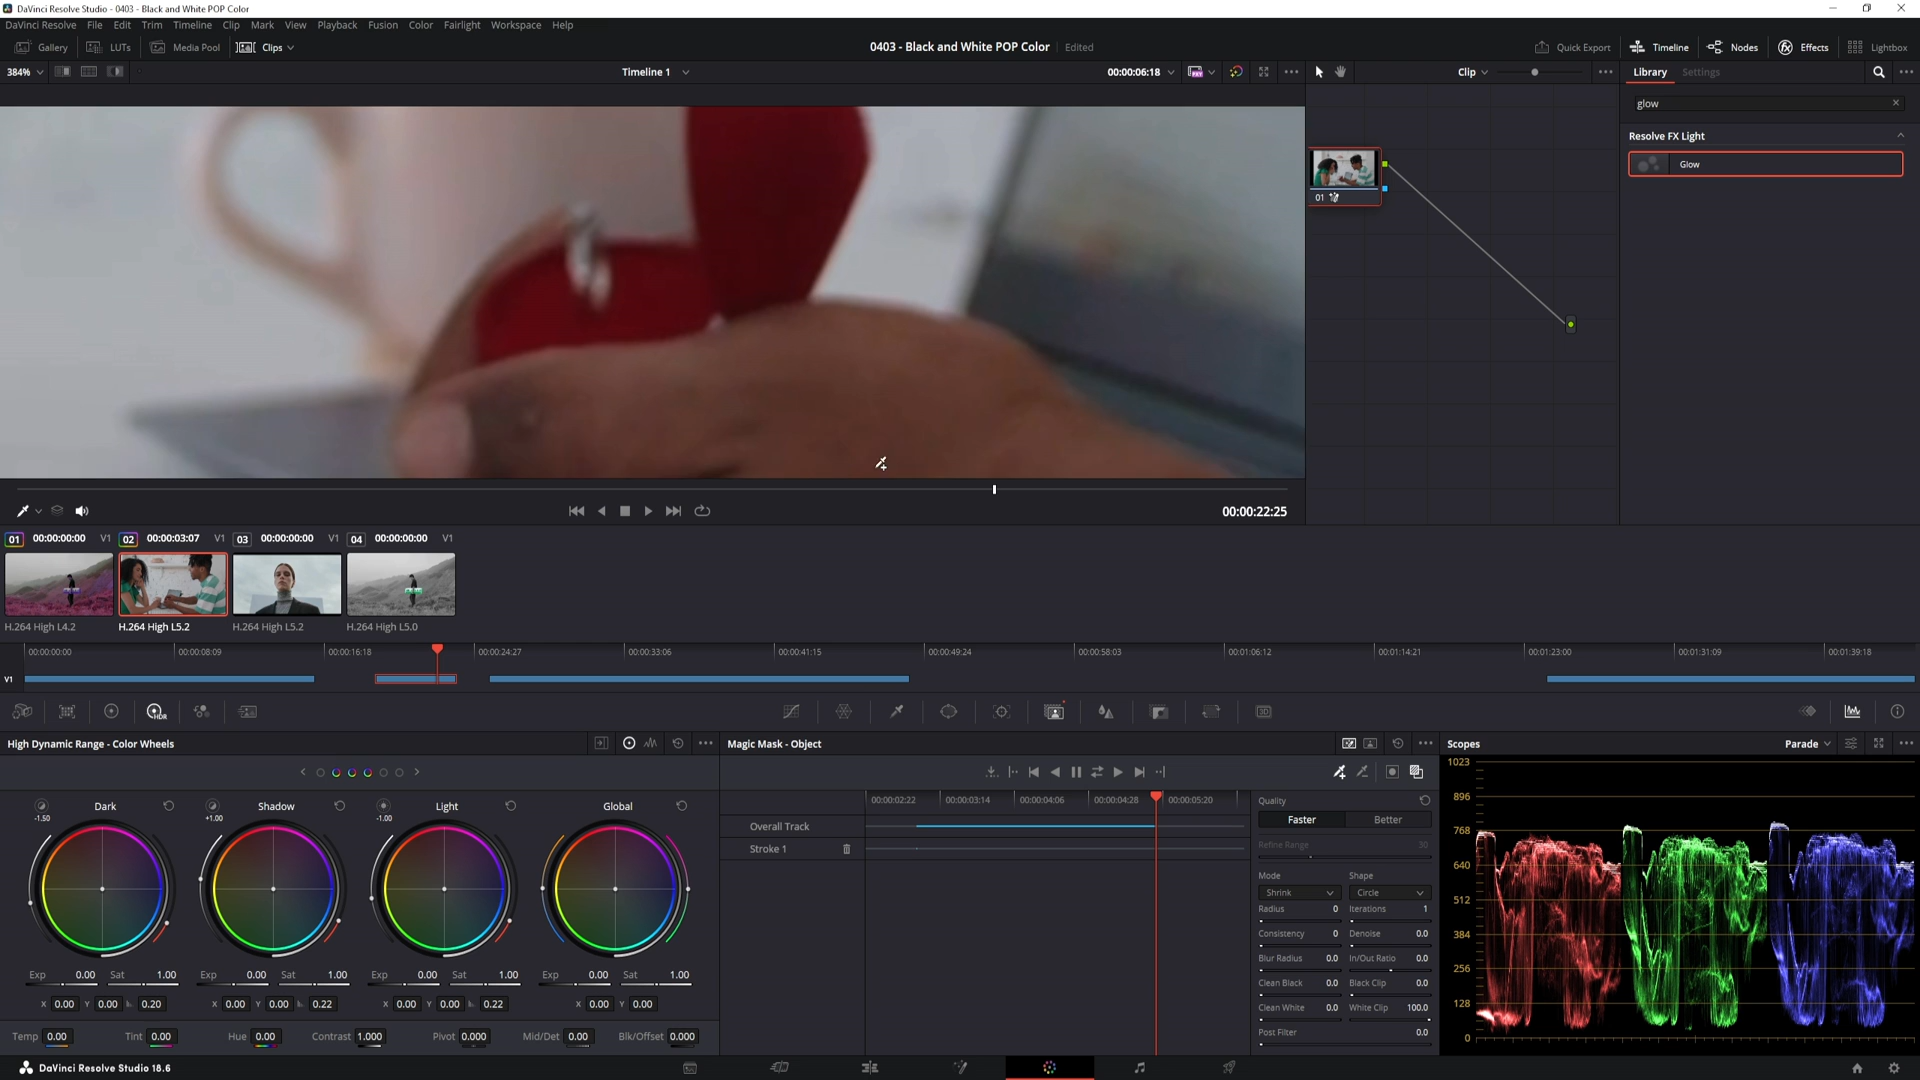 DaVinci Resolve Studio - 0403 - Black and White POP Color
DaVinci Resolve File Edit Trim Timeline Clip Mark View Playback Fusion Color Fairlight Workspace Help
Gallery LUTs Media Pool Clips 0403 - Black and White POP Color Edited Quick Export Timeline Nodes Effects Lightbox
384% Timeline 1 00:00:06:18 Clip Library Settings
glow
Resolve FX Light
Glow
01
00:00:22:25
01 00:00:00:00 V1 02 00:00:03:07 V1 03 00:00:00:00 V1 04 00:00:00:00 V1
H.264 High L4.2 H.264 High L5.2 H.264 High L5.2 H.264 High L5.0
00:00:00:00 00:00:08:09 00:00:16:18 00:00:24:27 00:00:33:06 00:00:41:15 00:00:49:24 00:00:58:03 00:01:06:12 00:01:14:21 00:01:23:00 00:01:31:09 00:01:39:18
V1
HDR 3D
High Dynamic Range - Color Wheels Magic Mask - Object Scopes Parade
Dark Shadow Light Global
-1.50 +1.00 -1.00
Exp 0.00 Sat 1.00 Exp 0.00 Sat 1.00 Exp 0.00 Sat 1.00 Exp 0.00 Sat 1.00
X 0.00 Y 0.00 0.20 X 0.00 Y 0.00 0.22 X 0.00 Y 0.00 0.22 X 0.00 Y 0.00
Temp 0.00 Tint 0.00 Hue 0.00 Contrast 1.000 Pivot 0.000 Mid/Det 0.00 Blk/Offset 0.000
00:00:02:22 00:00:03:14 00:00:04:06 00:00:04:28 00:00:05:20
Overall Track
Stroke 1
Quality
Faster Better
Refine Range 30
Mode Shape
Shrink Circle
Radius 0 Iterations 1
Consistency 0 Denoise 0.0
Blur Radius 0.0 In/Out Ratio 0.0
Clean Black 0.0 Black Clip 0.0
Clean White 0.0 White Clip 100.0
Post Filter 0.0
1023
896
768
640
512
384
256
128
0
DaVinci Resolve Studio 18.6